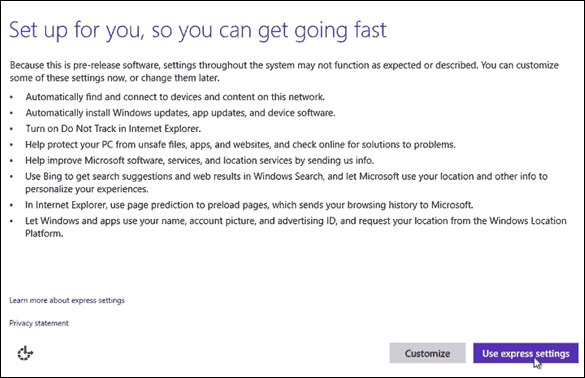 Set up for you, so you can get going fast
Because this is pre-release software, settings throughout the system may not function as expected or described. You can customize
some of these settings now, or change them later.
• Automatically find and connect to devices and content on this network.
• Automatically install Windows updates, app updates, and device software.
• Turn on Do Not Track in Internet Explorer.
• Help protect your PC from unsafe files, apps, and websites, and check online for solutions to problems.
• Help improve Microsoft software, services, and location services by sending us info.
• Use Bing to get search suggestions and web results in Windows Search, and let Microsoft use your location and other info to
personalize your experiences.
• In Internet Explorer, use page prediction to preload pages, which sends your browsing history to Microsoft.
• Let Windows and apps use your name, account picture, and advertising ID, and request your location from the Windows Location
Platform.
Learn more about express settings
Privacy statement
Customize
Use express settings